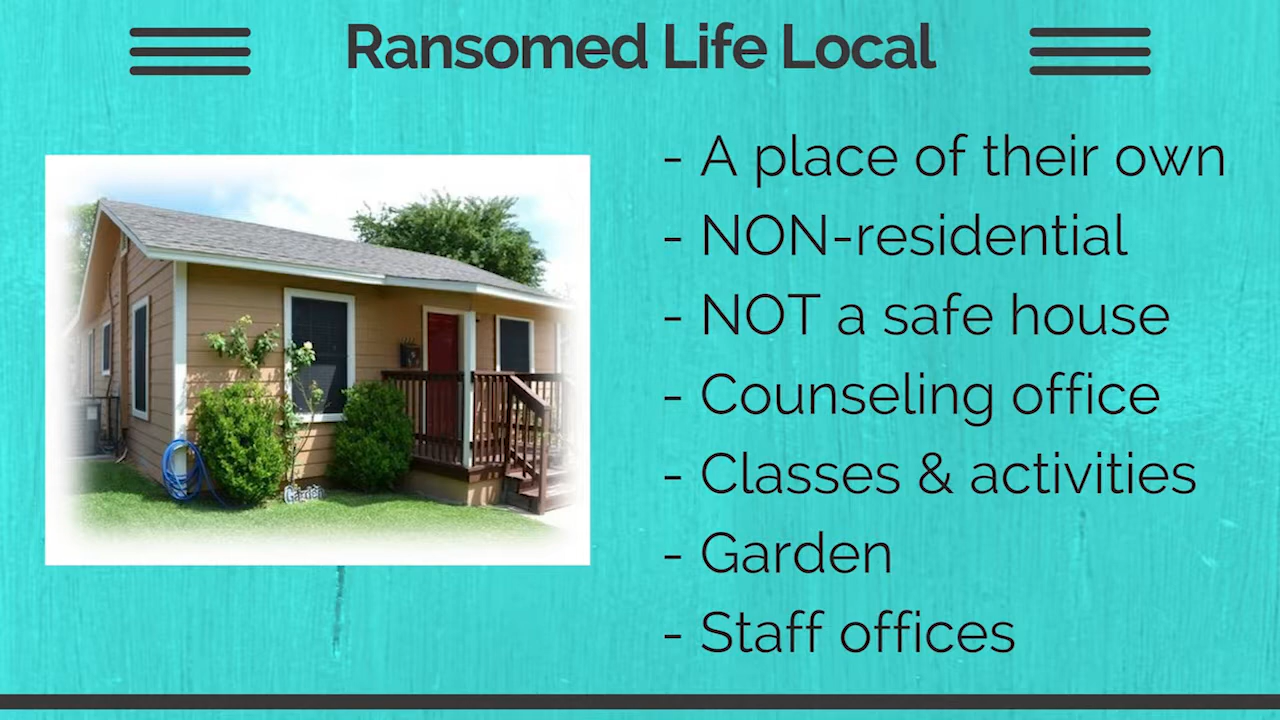 Ransomed Life Local
- A place of their own
- NON-residential
- NOT a safe house
- Counseling office
- Classes & activities
- Garden
- Staff offices
Garden